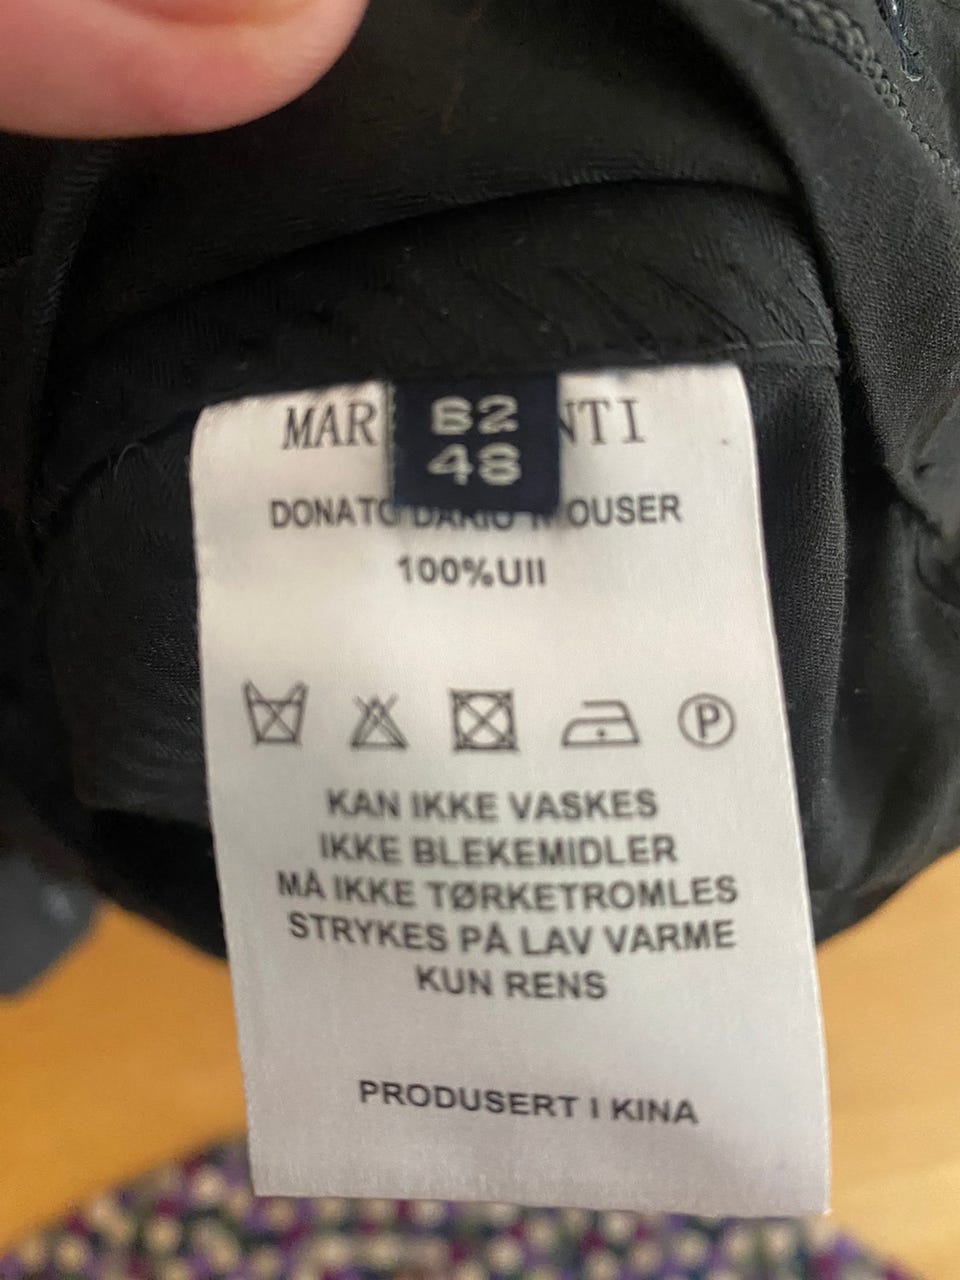 MAR NTI
62
48
DONATO DARIO TROUSER
100%Ull
P
KAN IKKE VASKES
IKKE BLEKEMIDLER
MÅ IKKE TØRKETROMLES
STRYKES PÅ LAV VARME
KUN RENS
PRODUSERT I KINA